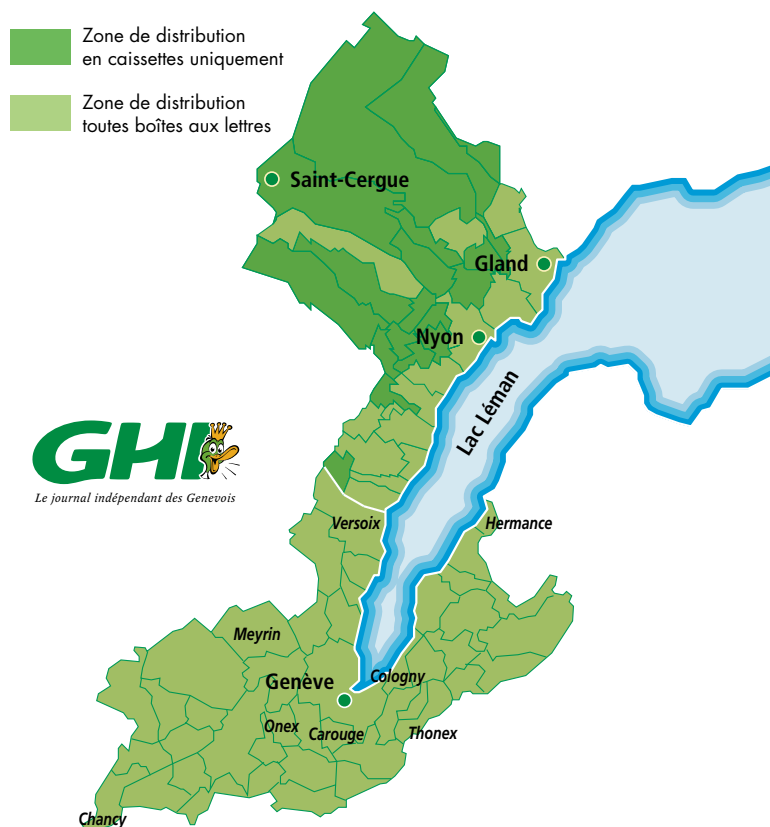 Zone de distribution
en caissettes uniquement
Zone de distribution
toutes boîtes aux lettres
Saint-Cergue
Gland
Nyon
Lac Léman
GHI
Le journal indépendant des Genevois
Versoix
Hermance
Meyrin
Genève
Cologny
Onex
Carouge
Thonex
Chancy